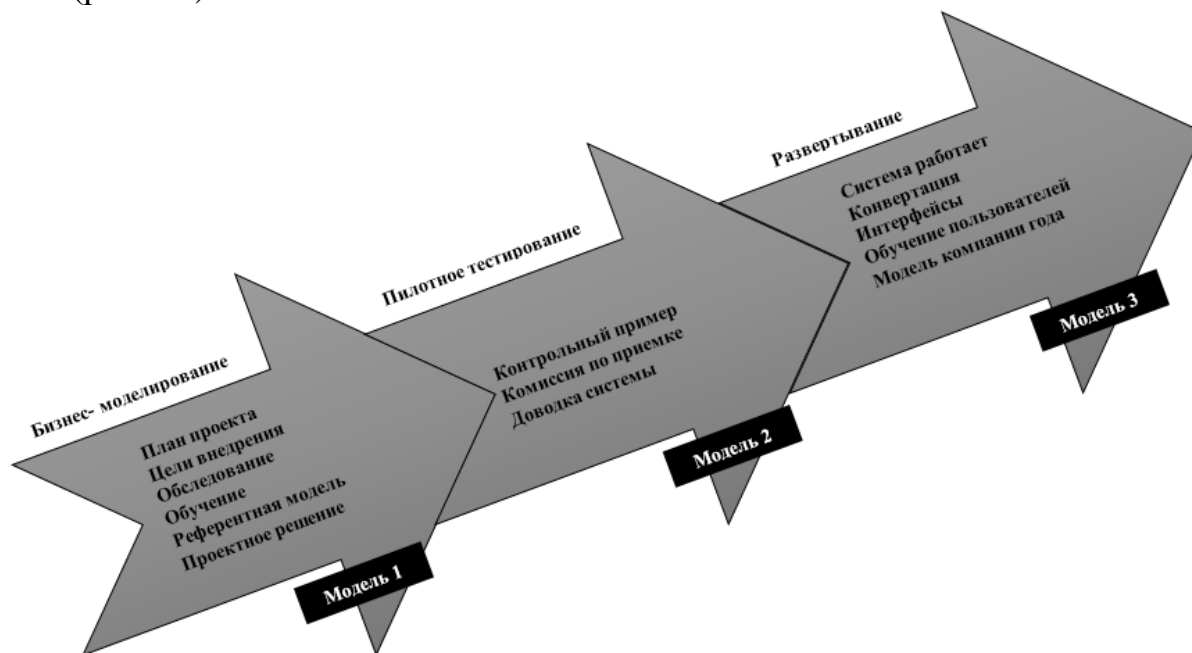 Бизнес- моделирование
План проекта
Цели внедрения
Обследование
Обучение
Референтная модель
Проектное решение
Модель 1
Пилотное тестирование
Контрольный пример
Комиссия по приемке
Доводка системы
Модель 2
Развертывание
Система работает
Конвертация
Интерфейсы
Обучение пользователей
Модель компании года
Модель 3